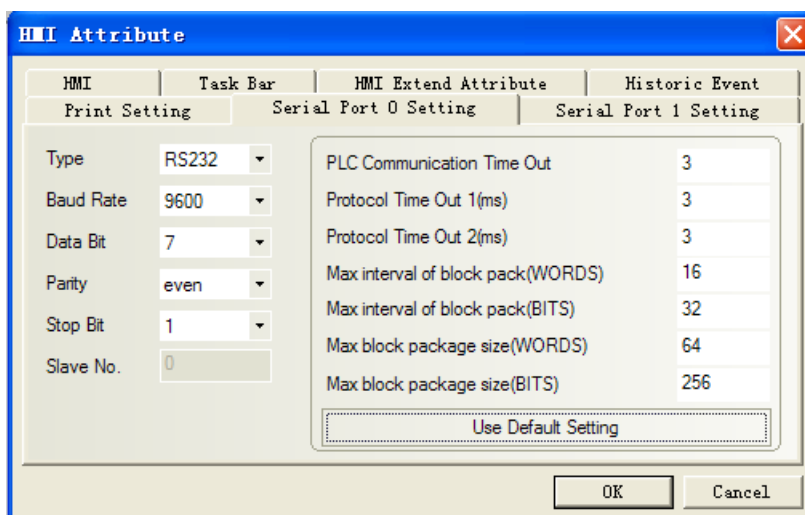 HMI Attribute
HMI Task Bar HMI Extend Attribute Historic Event
Print Setting Serial Port 0 Setting Serial Port 1 Setting
Type RS232
Baud Rate 9600
Data Bit 7
Parity even
Stop Bit 1
Slave No. 0
PLC Communication Time Out 3
Protocol Time Out 1(ms) 3
Protocol Time Out 2(ms) 3
Max interval of block pack(WORDS) 16
Max interval of block pack(BITS) 32
Max block package size(WORDS) 64
Max block package size(BITS) 256
Use Default Setting
OK Cancel